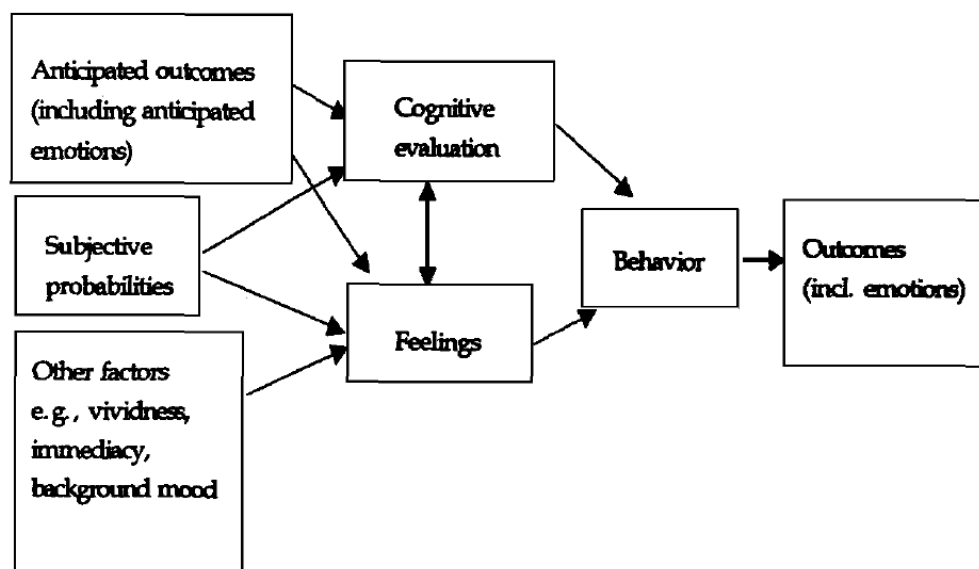 Anticipated outcomes
(including anticipated
emotions)
Subjective
probabilities
Other factors
e.g., vividness,
immediacy,
background mood
Cognitive
evaluation
Feelings
Behavior
Outcomes
(incl. emotions)